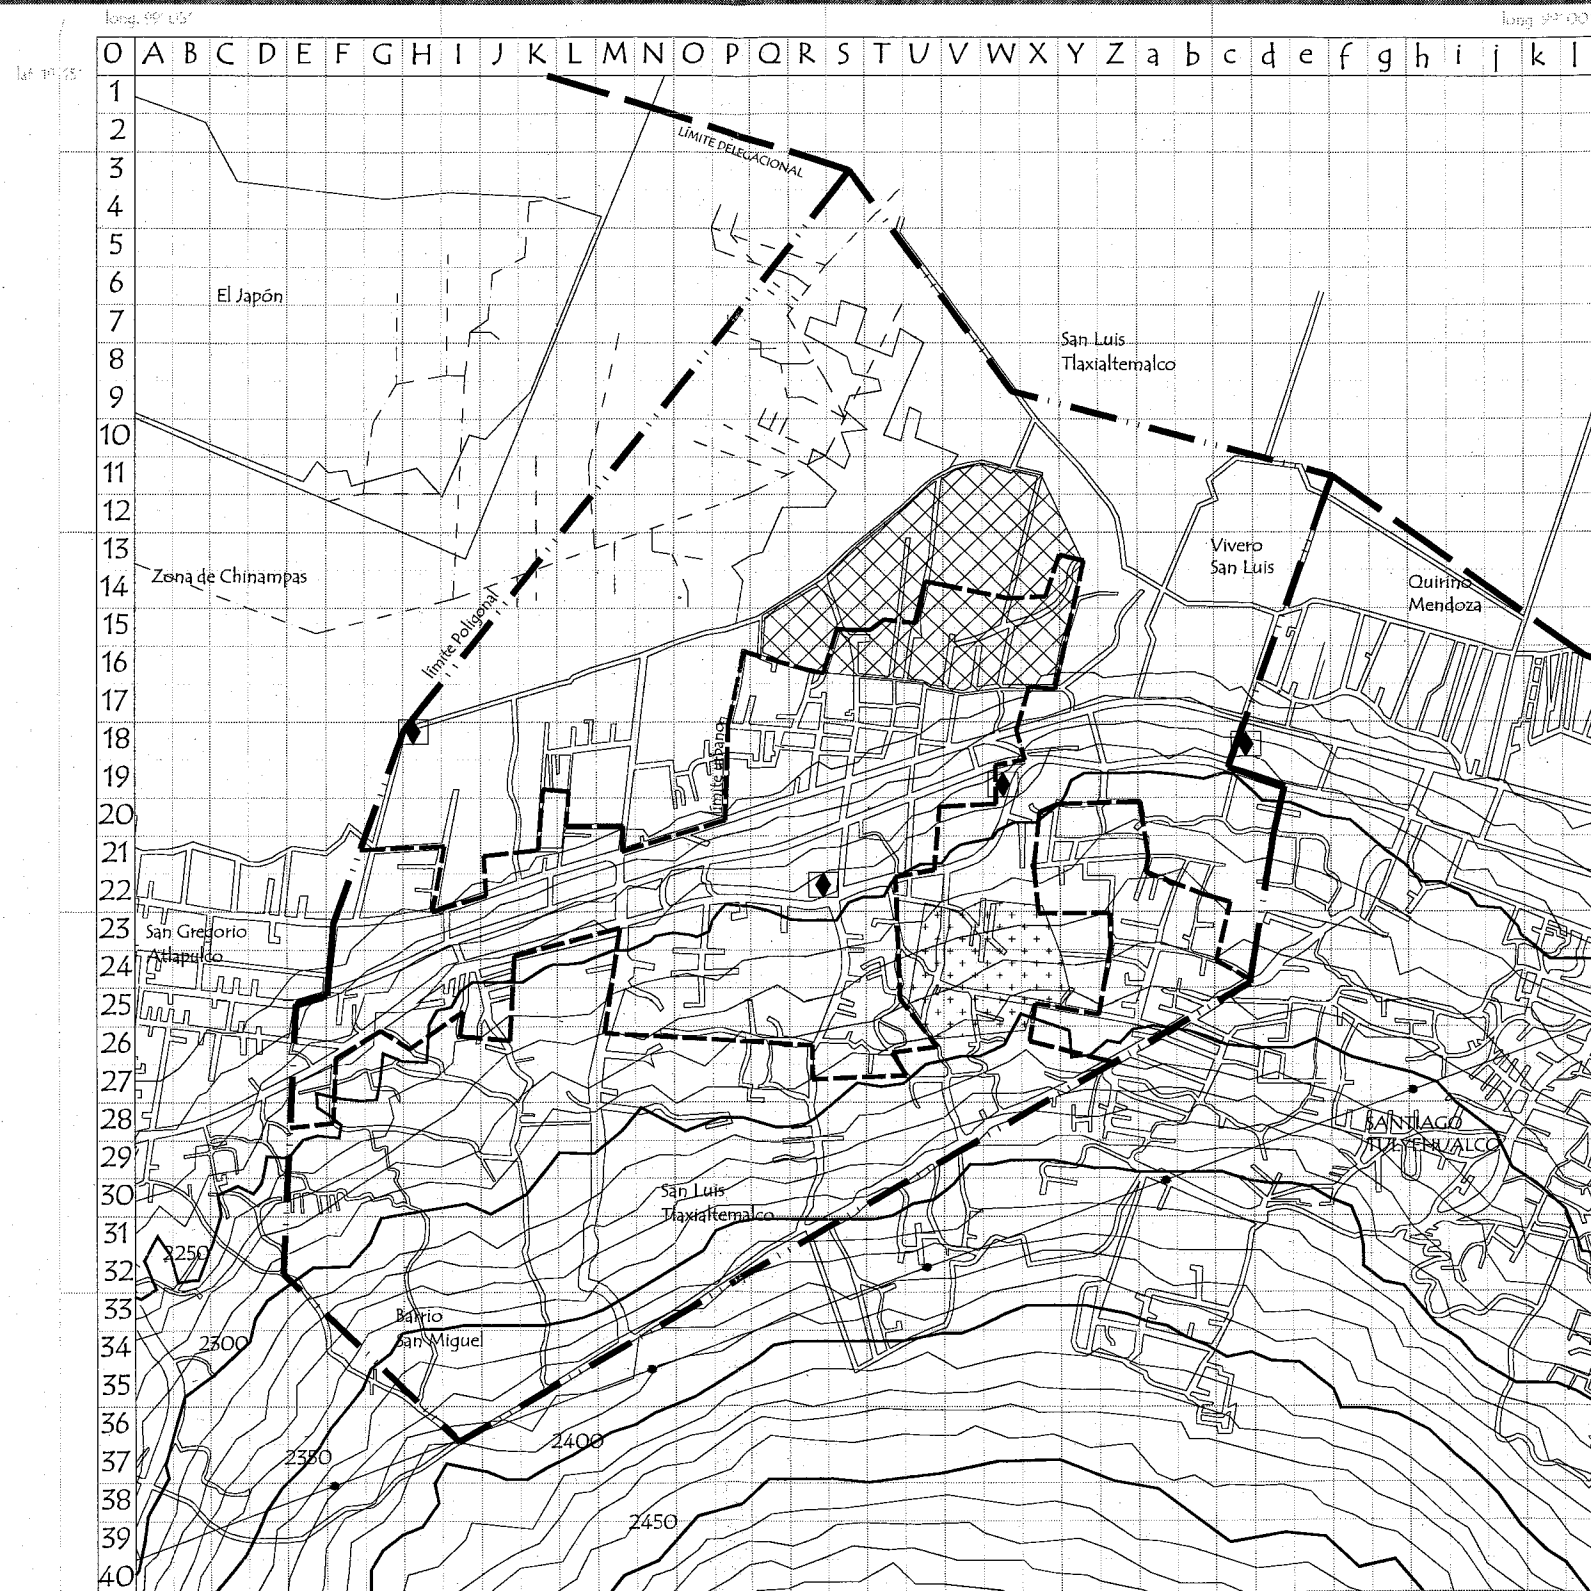 0 A B C D E F G H I J K L M N O P Q R S T U V W X Y Z a b c d e f g h i j k l
1
2
LÍMITE DELEGACIONAL
3
4
5
6
El Japón
7
San Luis
Tlaxialtemalco
8
9
10
11
12
13
Vivero
San Luis
Zona de Chinampas
14
Quirino
Mendoza
límite Poligonal
15
16
17
18
límite urbano
19
20
21
22
23
San Gregorio
Atlapulco
24
25
26
27
28
SANTIAGO
TULYEHUALCO
29
30
San Luis
Tlaxialtemalco
31
2250
32
33
Barrio
San Miguel
34
2300
35
36
2400
37
2350
38
2450
39
40